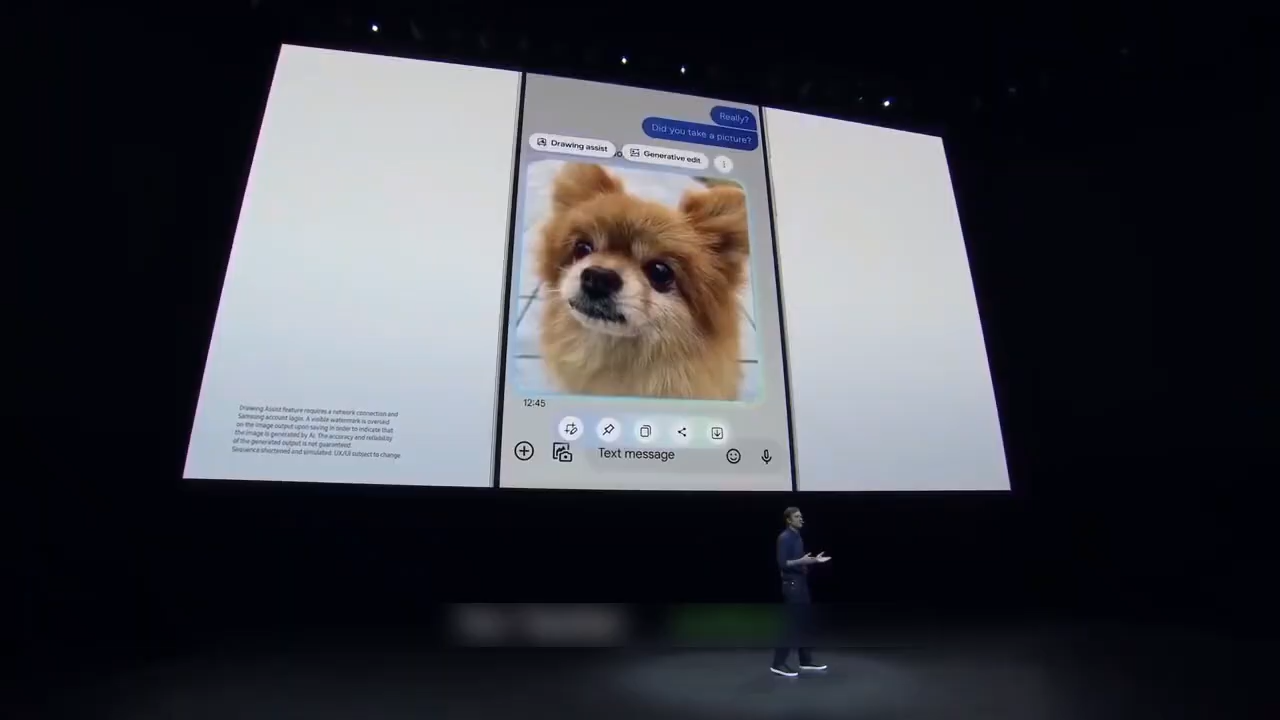 Really?
Did you take a picture?
Drawing assist
Generative edit
12:45
Text message
Drawing Assist feature requires a network connection and
Samsung account login. A visible watermark is overlaid
on the image output upon saving in order to indicate that
the image is generated by AI. The accuracy and reliability
of the generated output is not guaranteed.
Sequence shortened and simulated. UX/UI subject to change